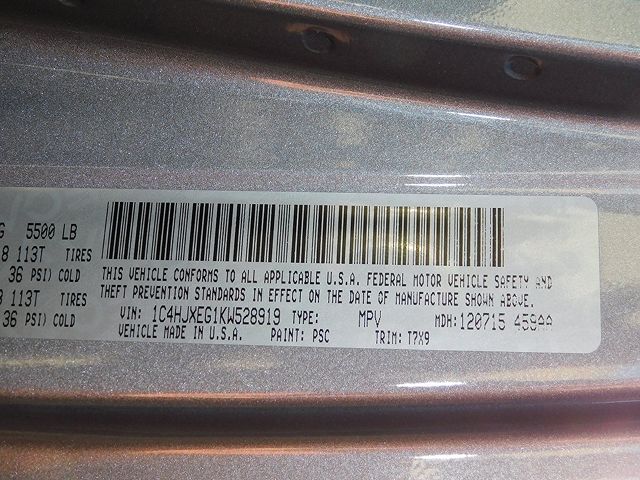 G 5500 LB
8 113T TIRES
36 PSI) COLD
113T TIRES
36 PSI) COLD
THIS VEHICLE CONFORMS TO ALL APPLICABLE U.S.A. FEDERAL MOTOR VEHICLE SAFETY AND
THEFT PREVENTION STANDARDS IN EFFECT ON THE DATE OF MANUFACTURE SHOWN ABOVE.
VIN: 1C4HJXEG1KW528919 TYPE: MPV MDH:120715 459AA
VEHICLE MADE IN U.S.A. PAINT: PSC TRIM: T7X9